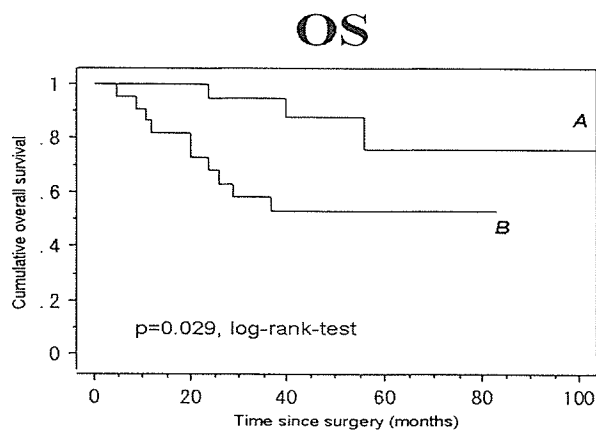 OS
Cumulative overall survival
1
.8
.6
.4
.2
0
A
B
p=0.029, log-rank-test
0 20 40 60 80 100
Time since surgery (months)